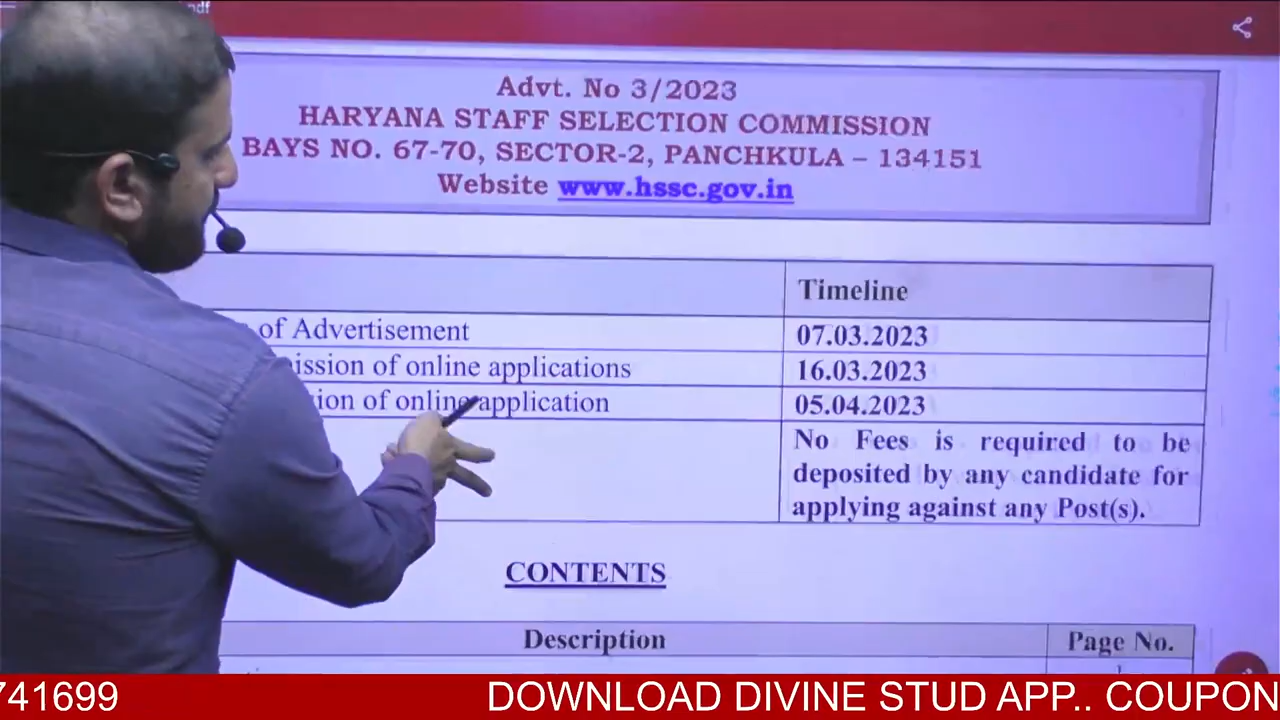 pdf
Advt. No 3/2023
HARYANA STAFF SELECTION COMMISSION
BAYS NO. 67-70, SECTOR-2, PANCHKULA – 134151
Website www.hssc.gov.in
Timeline
of Advertisement 07.03.2023
ission of online applications 16.03.2023
ion of online application 05.04.2023
No Fees is required to be
deposited by any candidate for
applying against any Post(s).
CONTENTS
Description Page No.
741699 DOWNLOAD DIVINE STUD APP.. COUPON